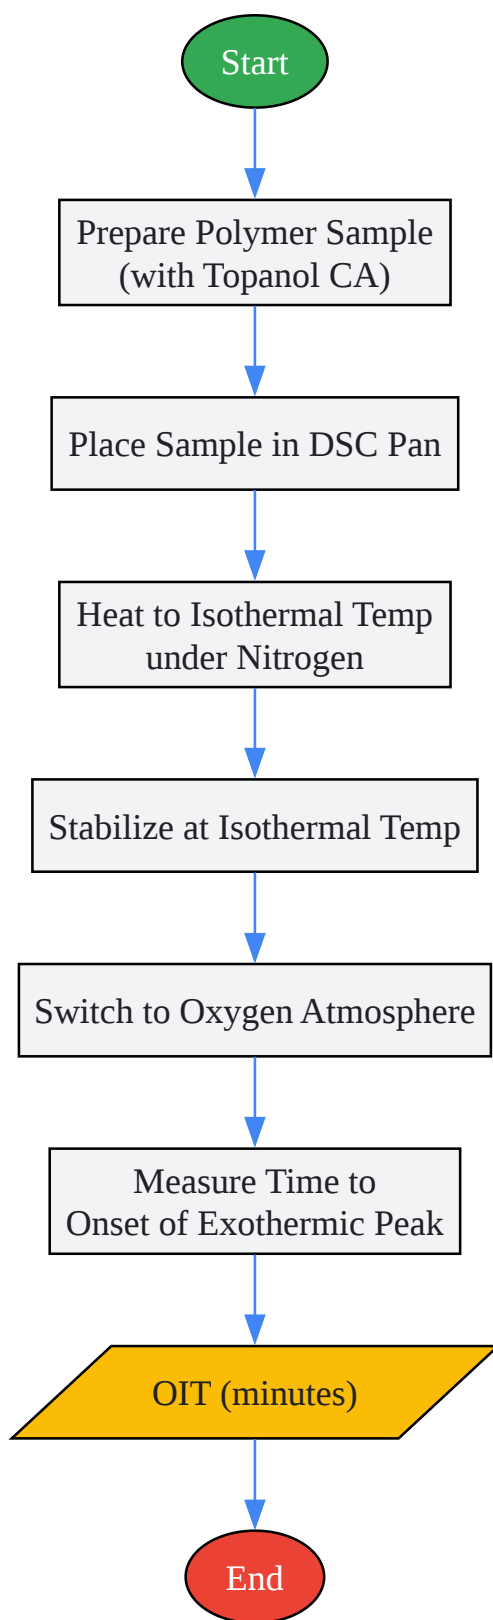 Start
Prepare Polymer Sample
(with Topanol CA)
Place Sample in DSC Pan
Heat to Isothermal Temp
under Nitrogen
Stabilize at Isothermal Temp
Switch to Oxygen Atmosphere
Measure Time to
Onset of Exothermic Peak
OIT (minutes)
End